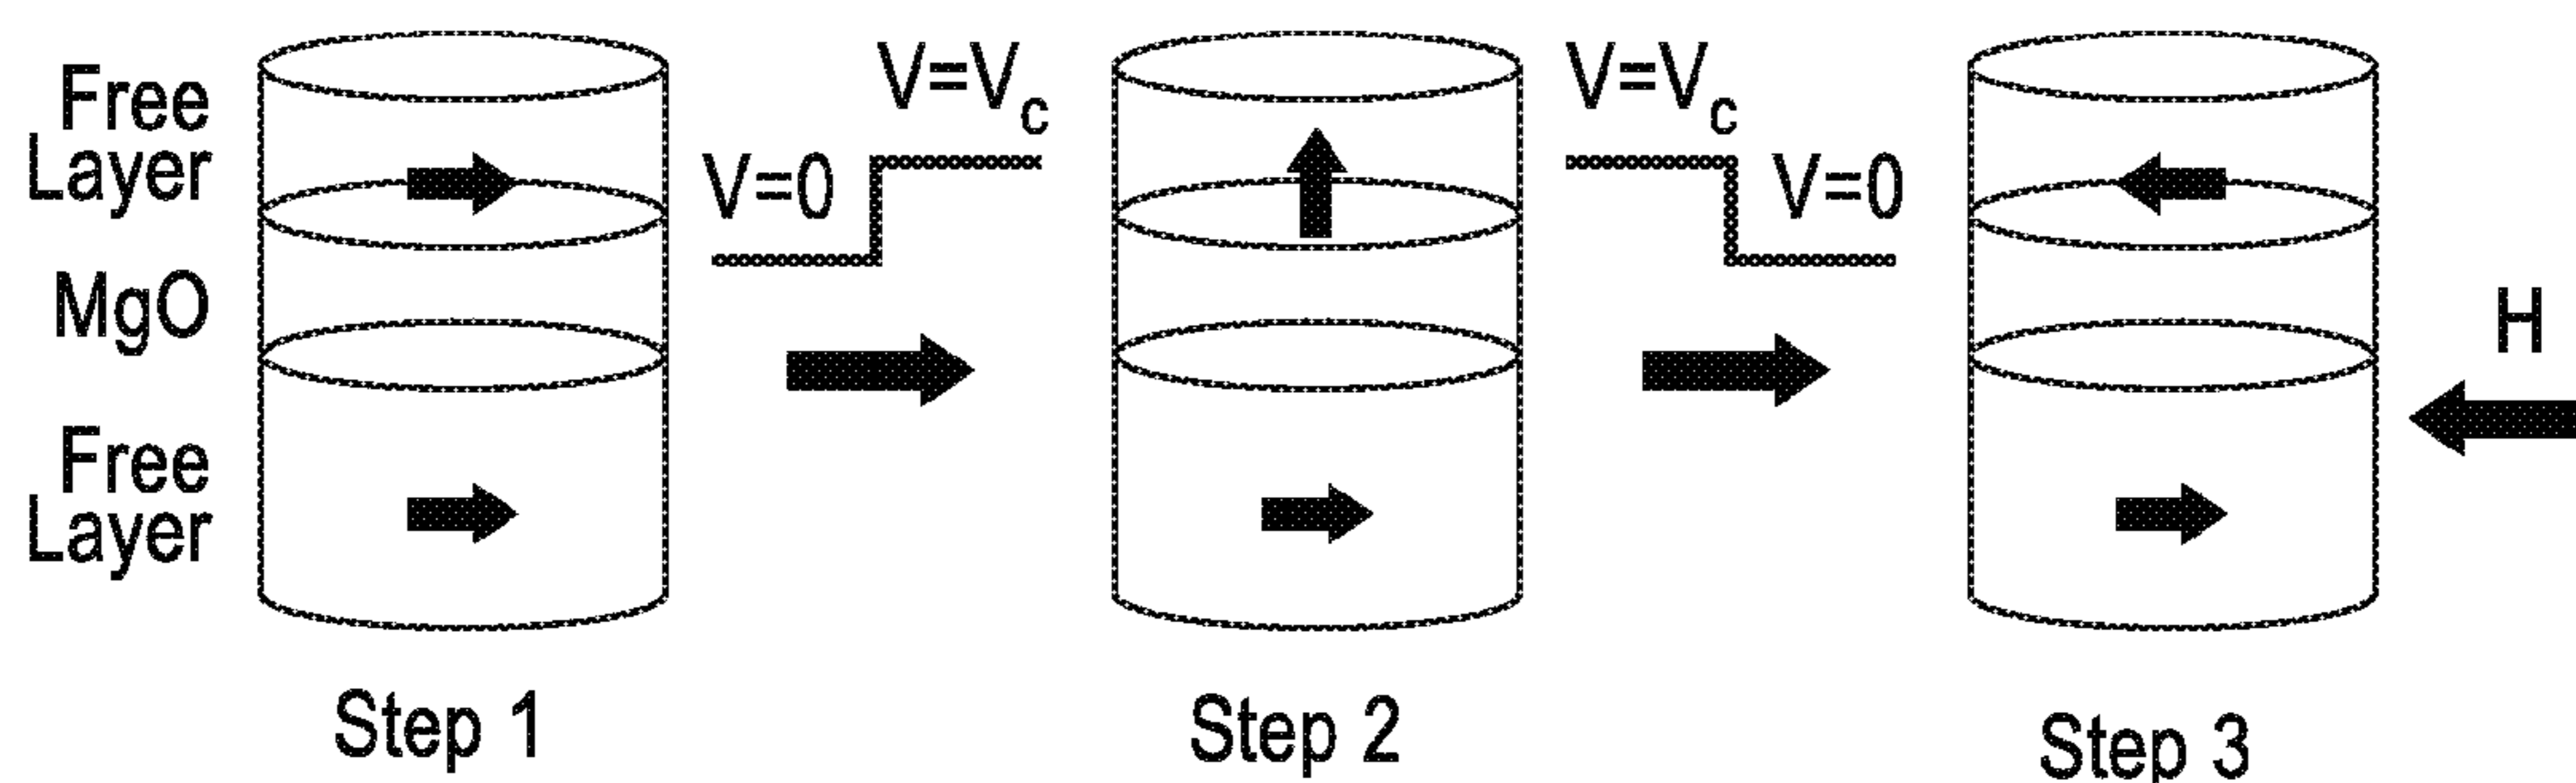 Free
Layer
MgO
Free
Layer
V=0
V=Vc
V=Vc
V=0
H
Step 1
Step 2
Step 3